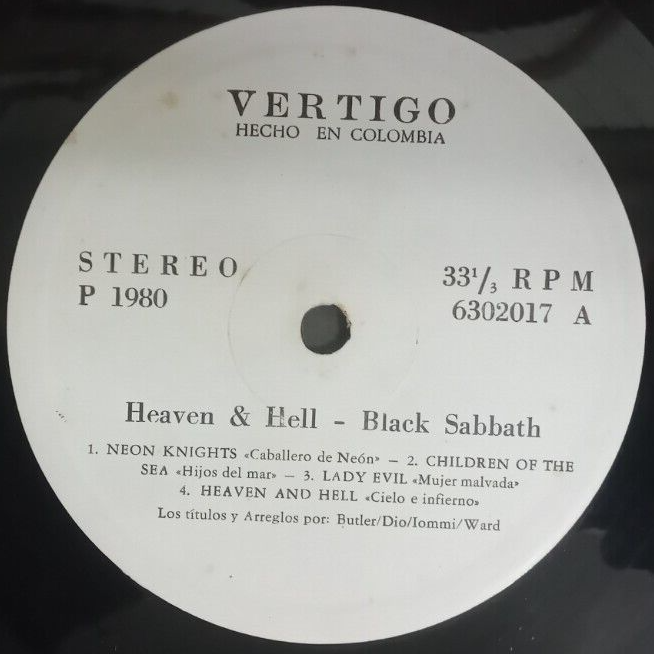 VERTIGO
HECHO EN COLOMBIA
STEREO
P 1980
33¹/₃ RPM
6302017 A
Heaven & Hell – Black Sabbath
1. NEON KNIGHTS «Caballero de Neón» – 2. CHILDREN OF THE
SEA «Hijos del mar» – 3. LADY EVIL «Mujer malvada»
4. HEAVEN AND HELL «Cielo e infierno»
Los títulos y Arreglos por: Butler/Dio/Iommi/Ward